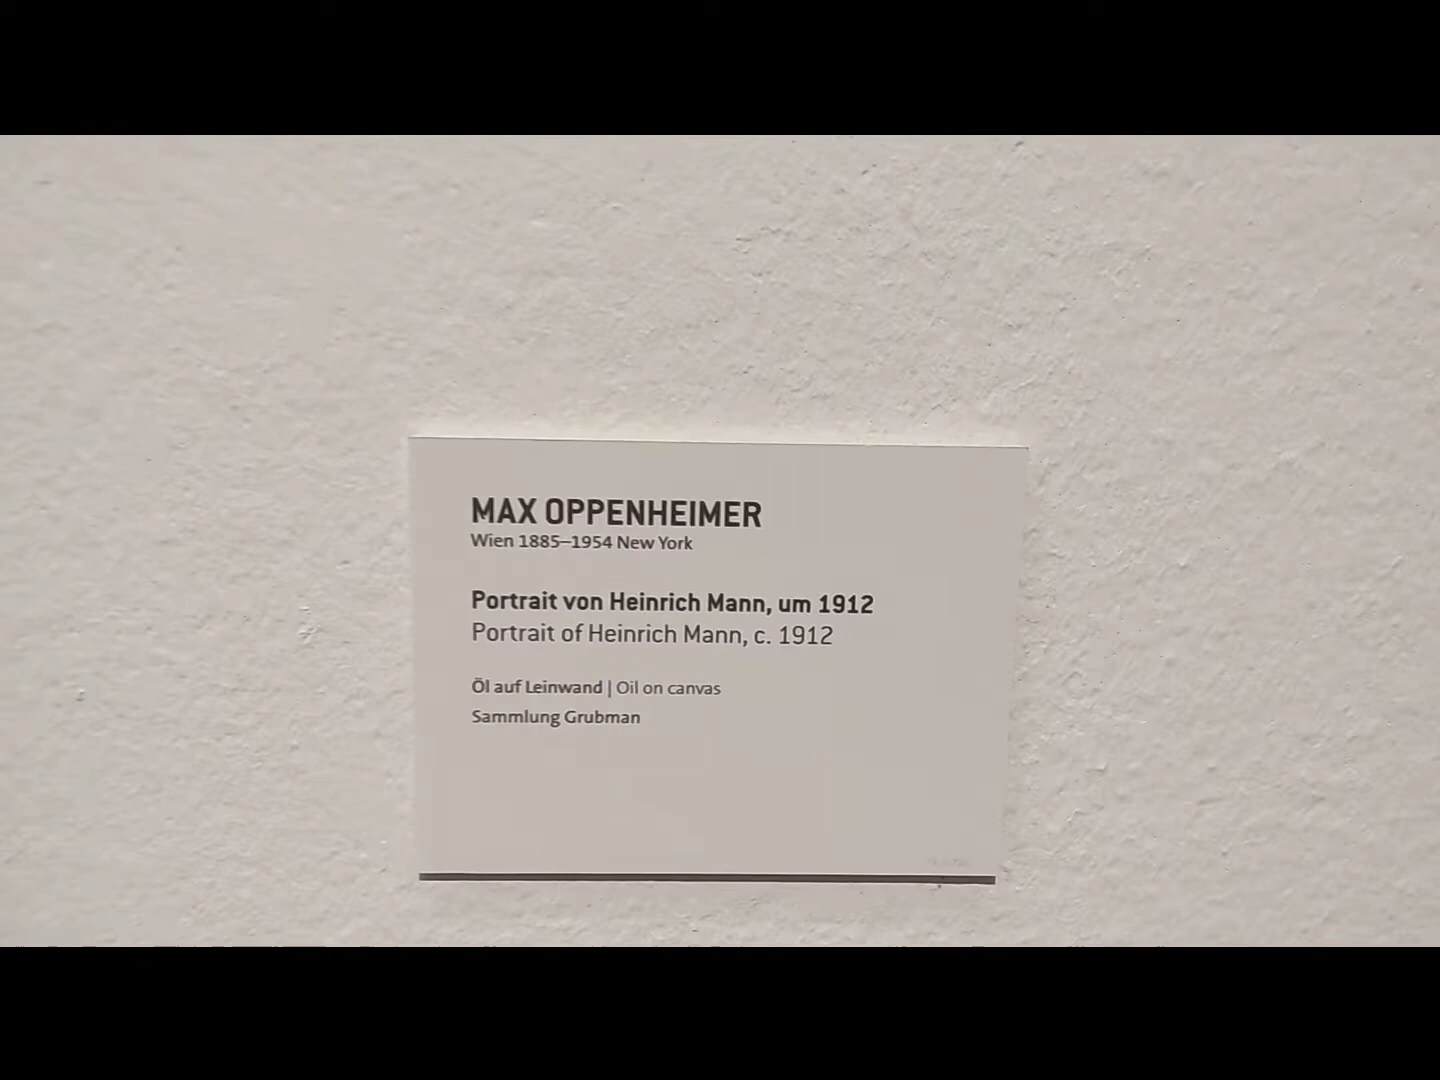 MAX OPPENHEIMER
Wien 1885–1954 New York
Portrait von Heinrich Mann, um 1912
Portrait of Heinrich Mann, c. 1912
Öl auf Leinwand | Oil on canvas
Sammlung Grubman